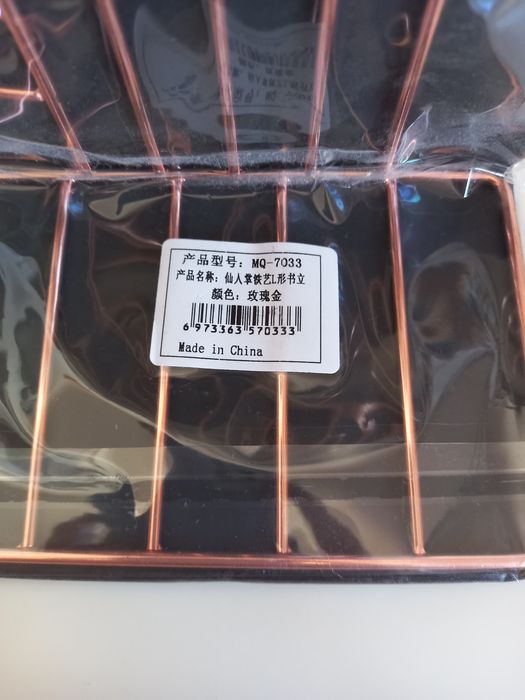 产品型号：MQ-7033
产品名称：仙人掌铁艺L形书立
颜色：玫瑰金
6 973363 570333
Made in China